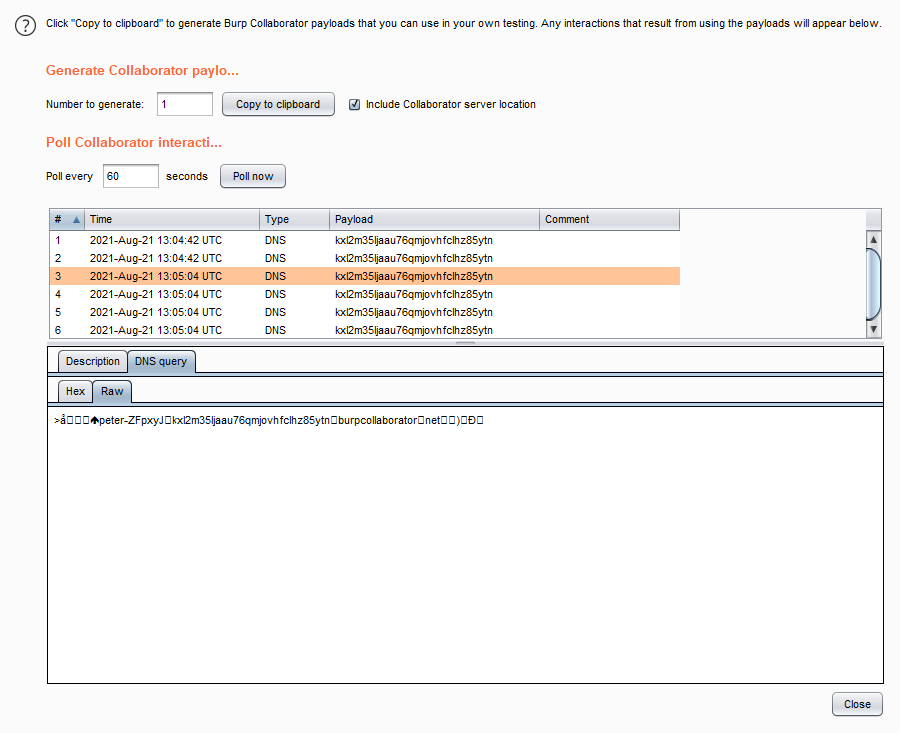 Click "Copy to clipboard" to generate Burp Collaborator payloads that you can use in your own testing. Any interactions that result from using the payloads will appear below.
Generate Collaborator paylo...
Number to generate: 1 Copy to clipboard Include Collaborator server location
Poll Collaborator interacti...
Poll every 60 seconds Poll now
# Time Type Payload Comment
1 2021-Aug-21 13:04:42 UTC DNS kxl2m35ljaau76qmjovhfclhz85ytn
2 2021-Aug-21 13:04:42 UTC DNS kxl2m35ljaau76qmjovhfclhz85ytn
3 2021-Aug-21 13:05:04 UTC DNS kxl2m35ljaau76qmjovhfclhz85ytn
4 2021-Aug-21 13:05:04 UTC DNS kxl2m35ljaau76qmjovhfclhz85ytn
5 2021-Aug-21 13:05:04 UTC DNS kxl2m35ljaau76qmjovhfclhz85ytn
6 2021-Aug-21 13:05:04 UTC DNS kxl2m35ljaau76qmjovhfclhz85ytn
Description DNS query
Hex Raw
>å▯▯▯🡅peter-ZFpxyJ▯kxl2m35ljaau76qmjovhfclhz85ytn▯burpcollaborator▯net▯▯)▯Ð▯
Close